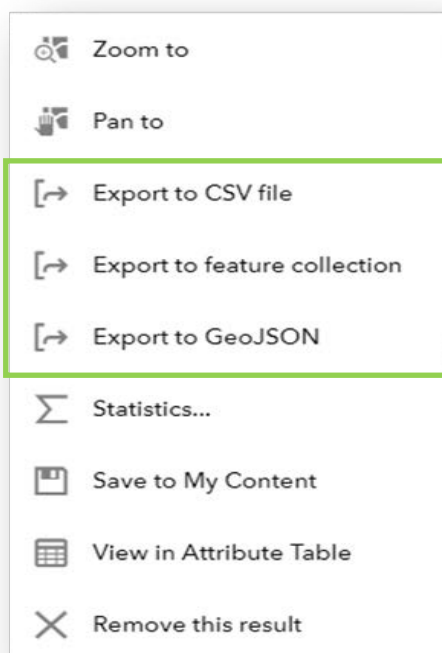 Zoom to
Pan to
Export to CSV file
Export to feature collection
Export to GeoJSON
Statistics...
Save to My Content
View in Attribute Table
Remove this result